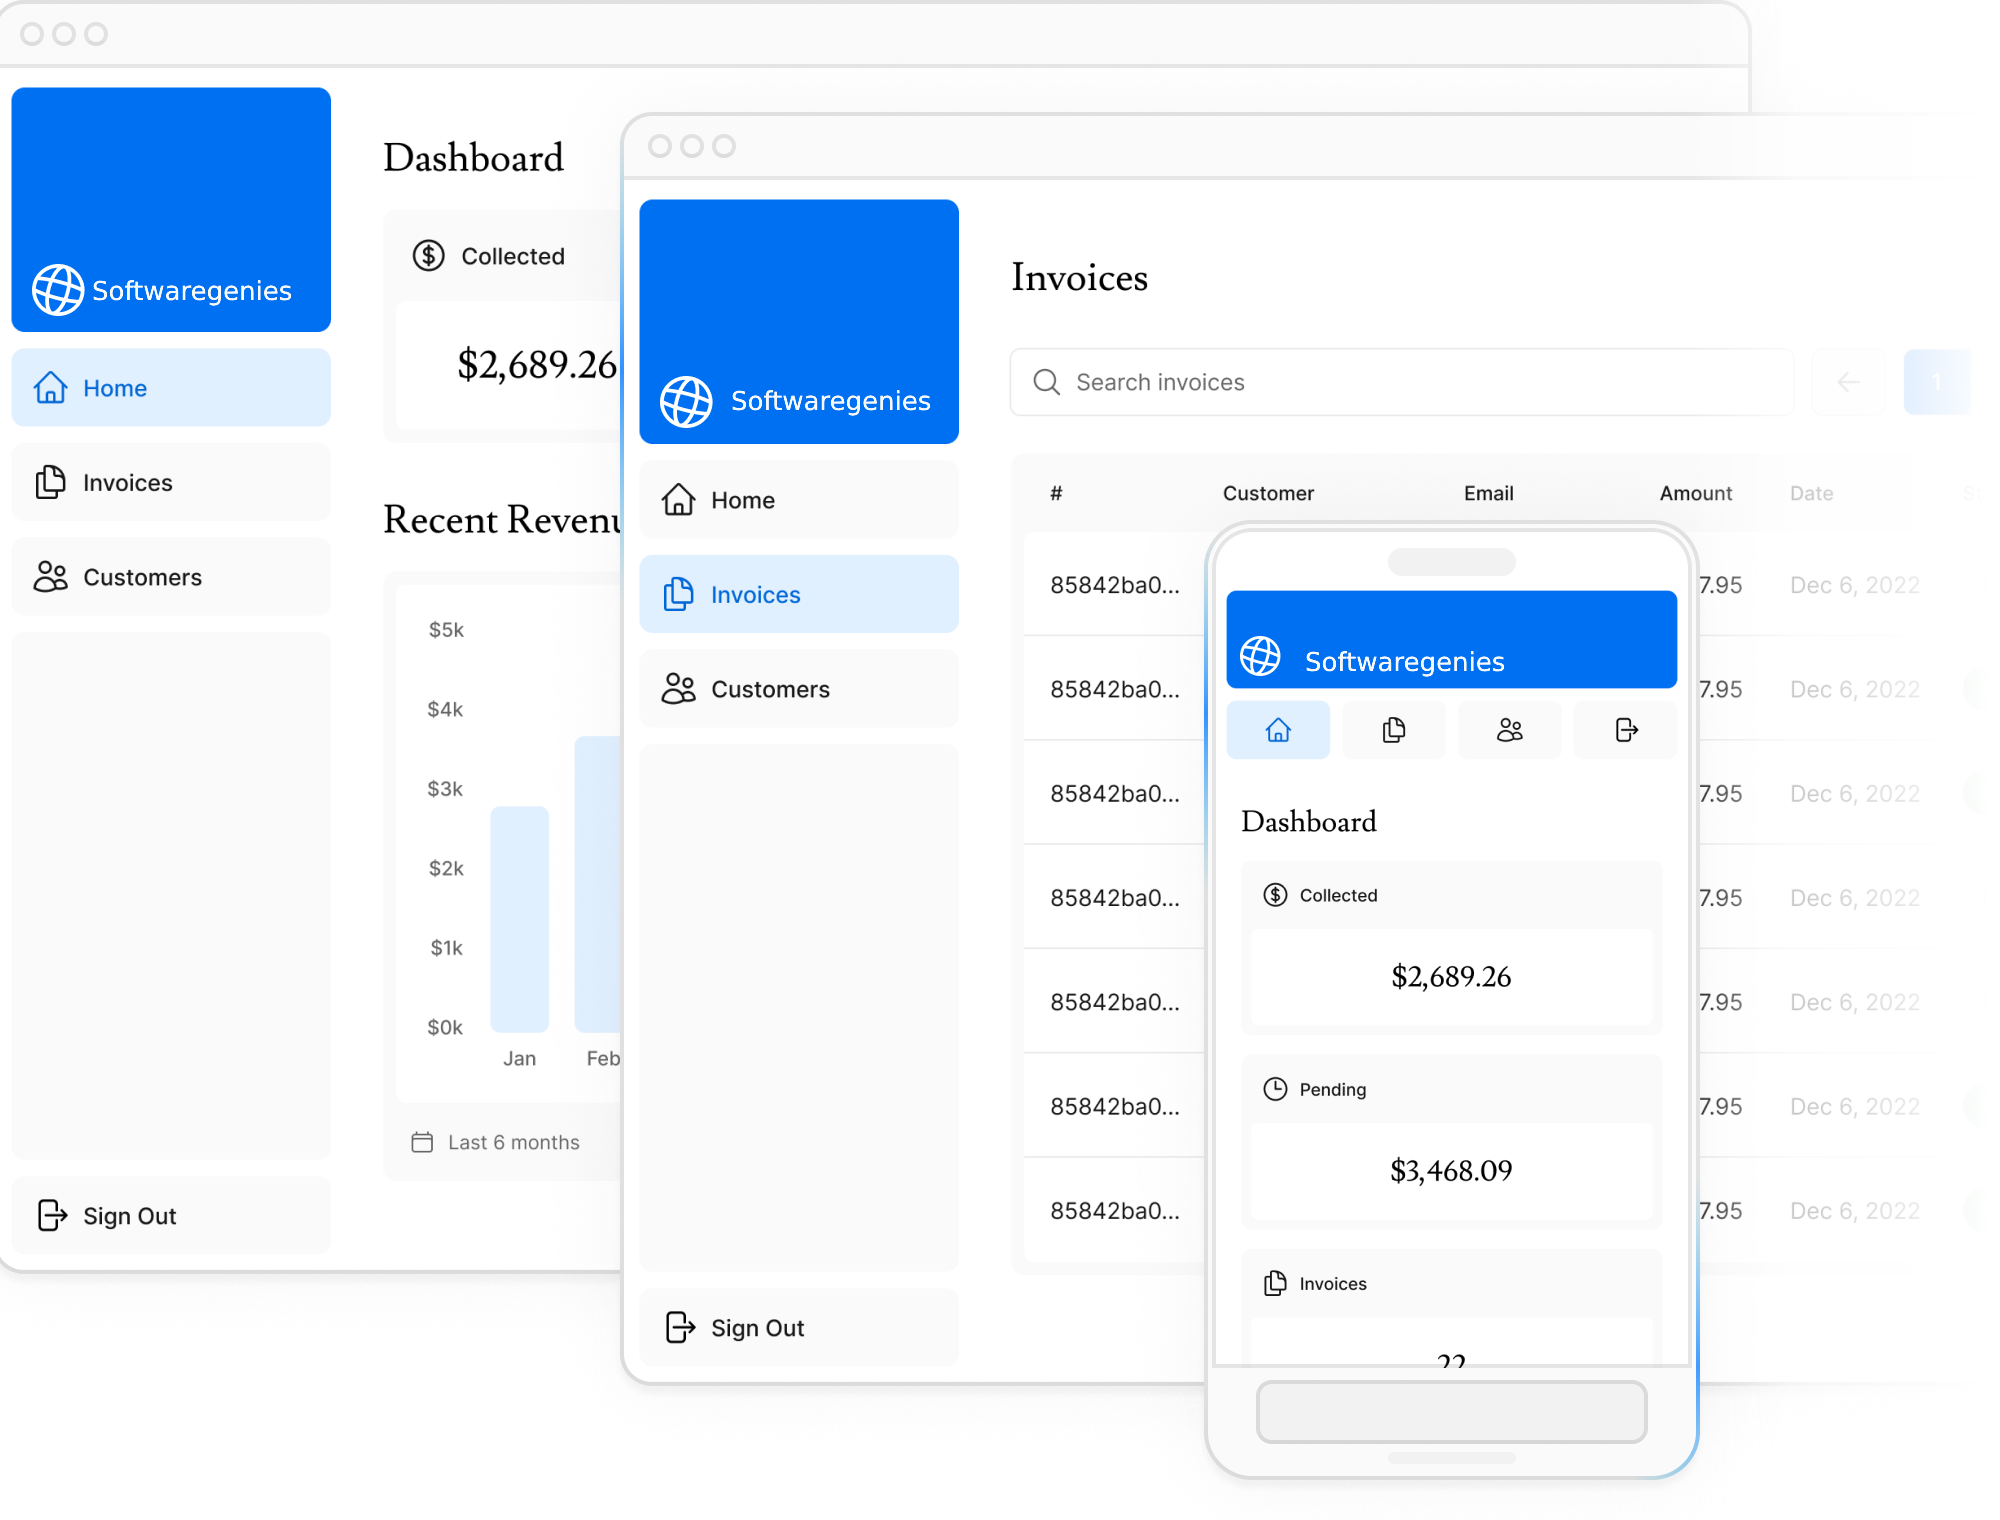 Softwaregenies
Home
Invoices
Customers
Sign Out
Dashboard
Collected
$2,689.26
Recent Revenu
$5k
$4k
$3k
$2k
$1k
$0k
Jan Feb
Last 6 months
Softwaregenies
Home
Invoices
Customers
Sign Out
Invoices
Search invoices
1
# Customer Email Amount Date
85842ba0... 7.95 Dec 6, 2022
85842ba0... 7.95 Dec 6, 2022
85842ba0... 7.95 Dec 6, 2022
85842ba0... 7.95 Dec 6, 2022
85842ba0... 7.95 Dec 6, 2022
85842ba0... 7.95 Dec 6, 2022
85842ba0... 7.95 Dec 6, 2022
Softwaregenies
Dashboard
Collected
$2,689.26
Pending
$3,468.09
Invoices
22